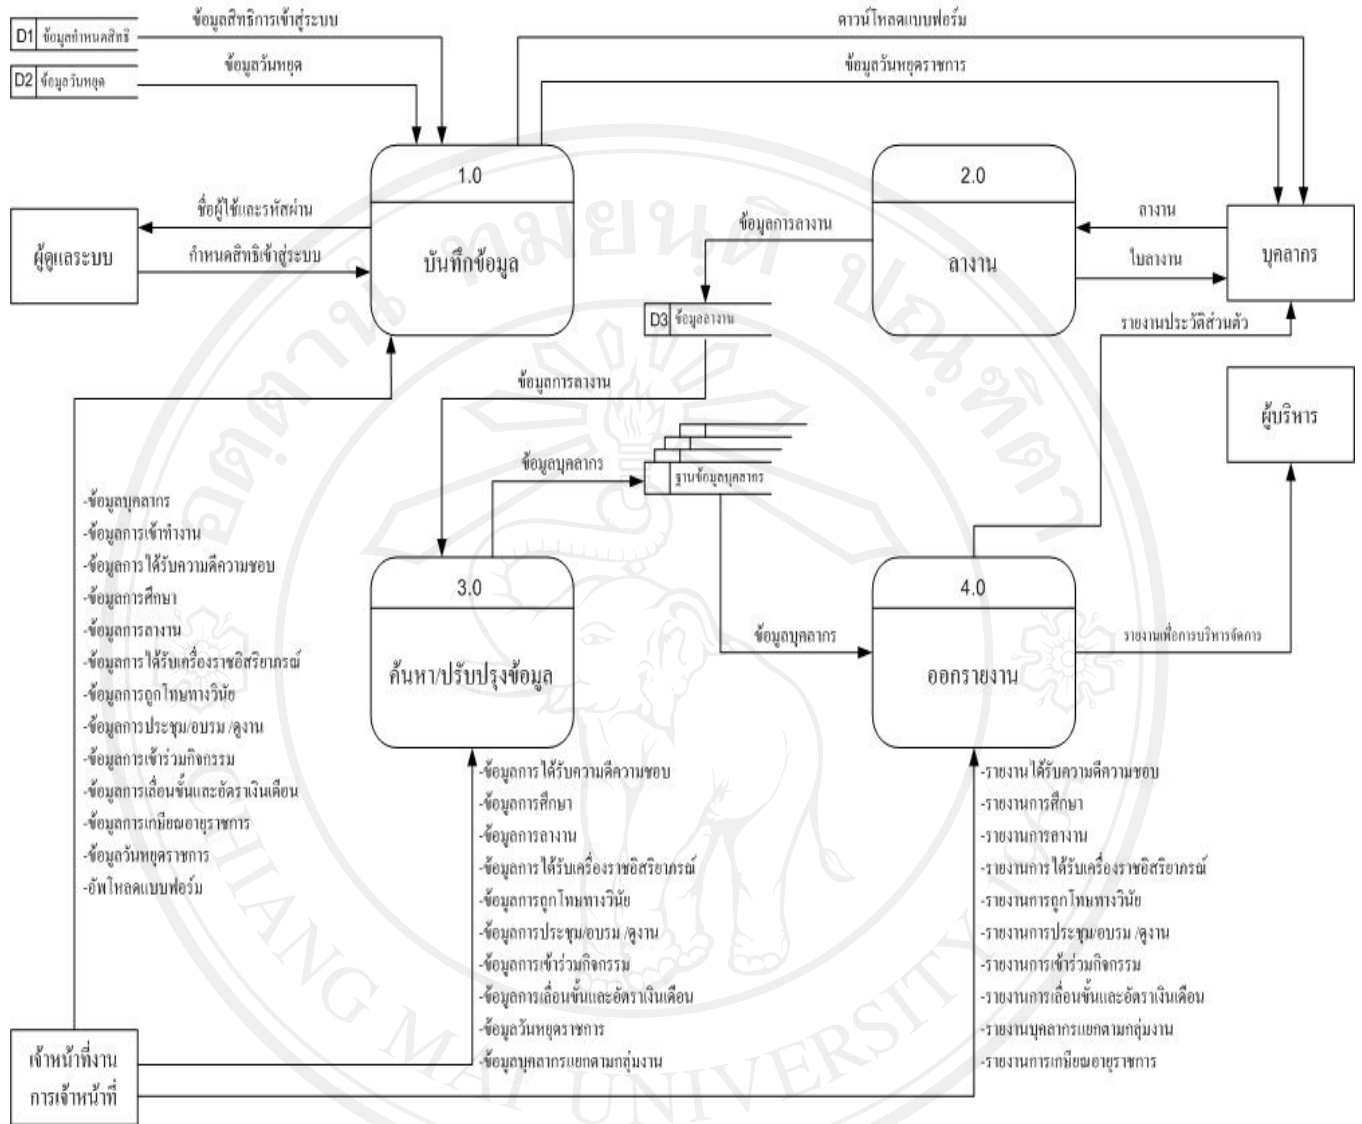 ข้อมูลสิทธิการเข้าสู่ระบบ
ดาวน์โหลดแบบฟอร์ม
D1 ข้อมูลกำหนดสิทธิ
ข้อมูลวันหยุด
ข้อมูลวันหยุดราชการ
D2 ข้อมูลวันหยุด
1.0
บันทึกข้อมูล
2.0
ลางาน
ชื่อผู้ใช้และรหัสผ่าน
กำหนดสิทธิเข้าสู่ระบบ
ผู้ดูแลระบบ
ข้อมูลการลางาน
ลางาน
ใบลางาน
บุคลากร
D3 ข้อมูลลางาน
รายงานประวัติส่วนตัว
ข้อมูลการลางาน
ผู้บริหาร
ข้อมูลบุคลากร
ฐานข้อมูลบุคลากร
-ข้อมูลบุคลากร
-ข้อมูลการเข้าทำงาน
-ข้อมูลการได้รับความดีความชอบ
-ข้อมูลการศึกษา
-ข้อมูลการลางาน
-ข้อมูลการได้รับเครื่องราชอิสริยาภรณ์
-ข้อมูลการถูกโทษทางวินัย
-ข้อมูลการประชุม/อบรม /ดูงาน
-ข้อมูลการเข้าร่วมกิจกรรม
-ข้อมูลการเลื่อนขั้นและอัตราเงินเดือน
-ข้อมูลการเกษียณอายุราชการ
-ข้อมูลวันหยุดราชการ
-อัพโหลดแบบฟอร์ม
3.0
ค้นหา/ปรับปรุงข้อมูล
ข้อมูลบุคลากร
4.0
ออกรายงาน
รายงานเพื่อการบริหารจัดการ
-ข้อมูลการได้รับความดีความชอบ
-ข้อมูลการศึกษา
-ข้อมูลการลางาน
-ข้อมูลการได้รับเครื่องราชอิสริยาภรณ์
-ข้อมูลการถูกโทษทางวินัย
-ข้อมูลการประชุม/อบรม /ดูงาน
-ข้อมูลการเข้าร่วมกิจกรรม
-ข้อมูลการเลื่อนขั้นและอัตราเงินเดือน
-ข้อมูลวันหยุดราชการ
-ข้อมูลบุคลากรแยกตามกลุ่มงาน
-รายงานได้รับความดีความชอบ
-รายงานการศึกษา
-รายงานการลางาน
-รายงานการได้รับเครื่องราชอิสริยาภรณ์
-รายงานการถูกโทษทางวินัย
-รายงานการประชุม/อบรม /ดูงาน
-รายงานการเข้าร่วมกิจกรรม
-รายงานการเลื่อนขั้นและอัตราเงินเดือน
-รายงานบุคลากรแยกตามกลุ่มงาน
-รายงานการเกษียณอายุราชการ
เจ้าหน้าที่งาน
การเจ้าหน้าที่
อตฺตานํ ทมยนฺติ ปณฺฑิตา
CHIANG MAI UNIVERSITY